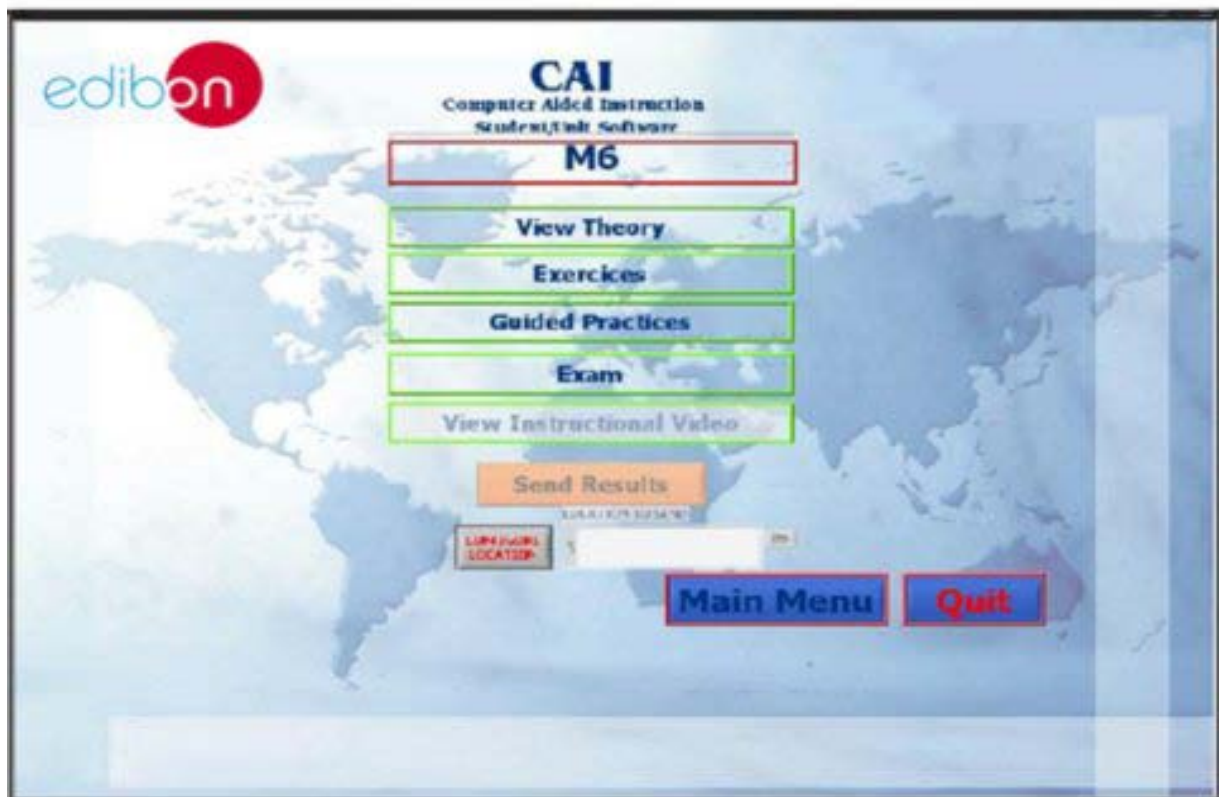 edibon
CAI
Computer Aided Instruction
Student/Unit Software
M6
View Theory
Exercices
Guided Practices
Exam
View Instructional Video
Send Results
LOCATION
Main Menu
Quit